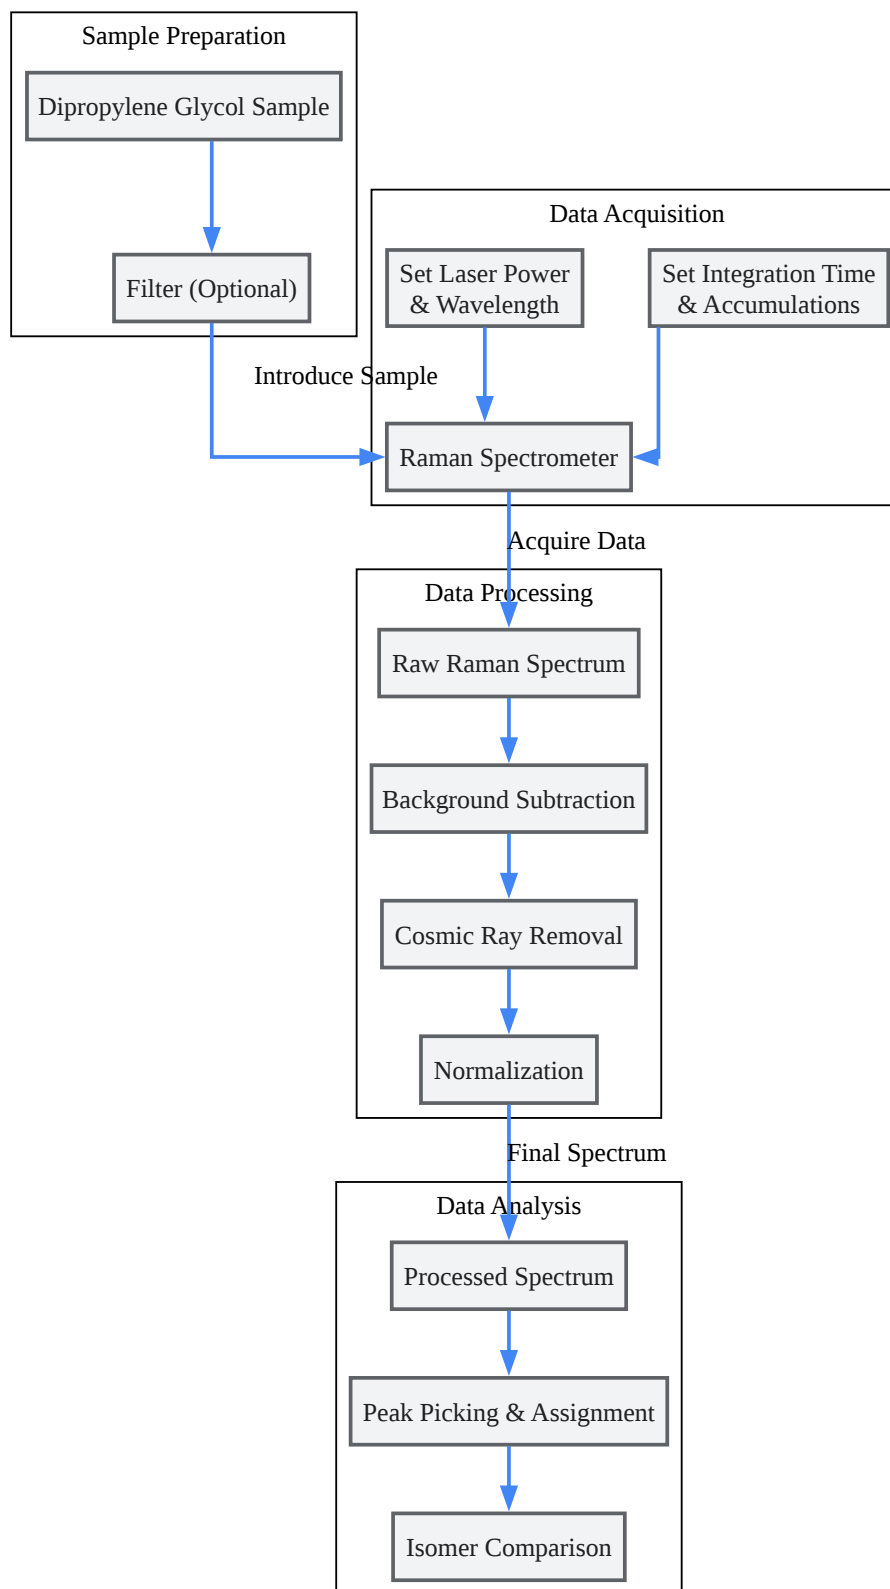 Sample Preparation
Dipropylene Glycol Sample
Filter (Optional)
Introduce Sample
Data Acquisition
Set Laser Power
& Wavelength
Set Integration Time
& Accumulations
Raman Spectrometer
Acquire Data
Data Processing
Raw Raman Spectrum
Background Subtraction
Cosmic Ray Removal
Normalization
Final Spectrum
Data Analysis
Processed Spectrum
Peak Picking & Assignment
Isomer Comparison